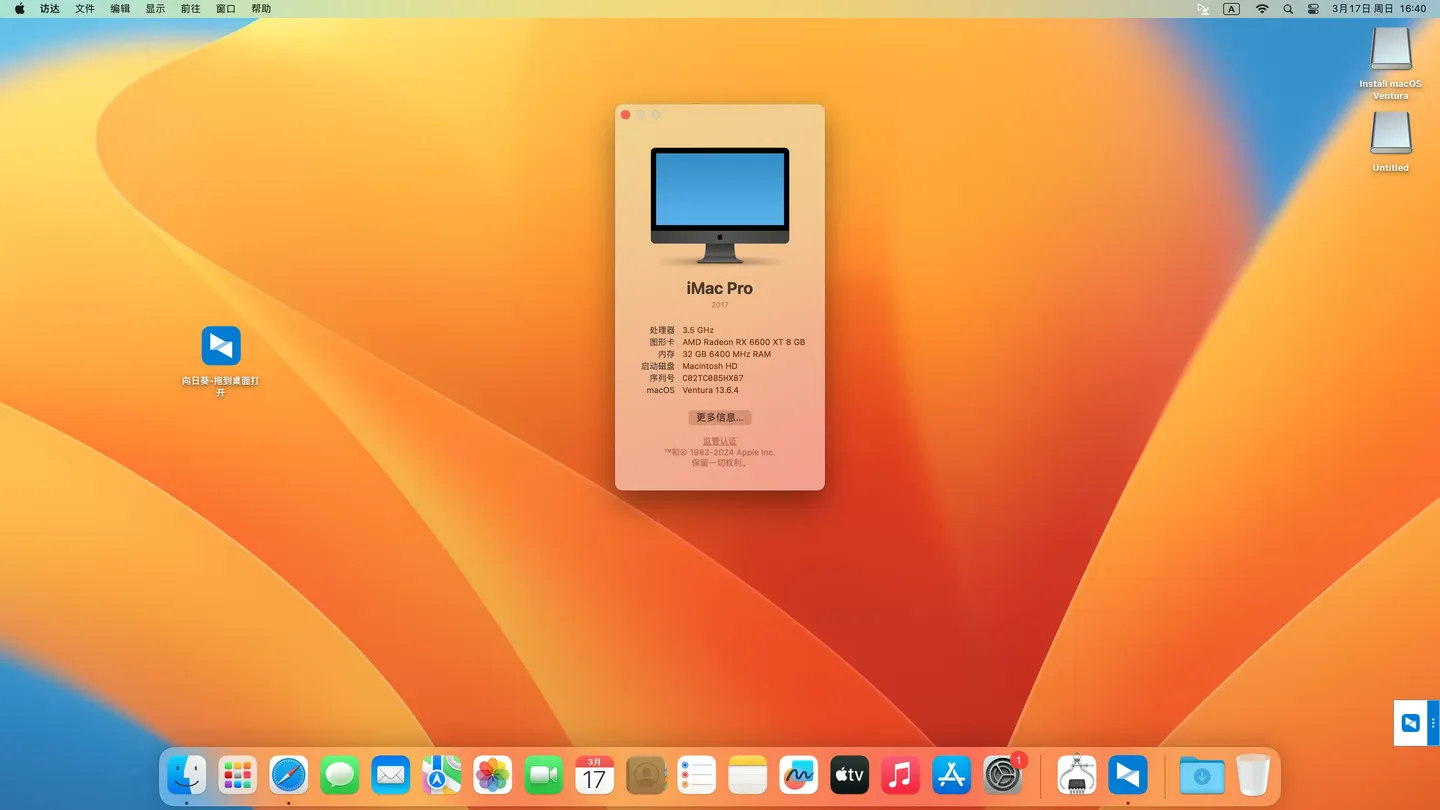 访达 文件 编辑 显示 前往 窗口 帮助
A 3月17日 周日 16:40
Install macOS
Ventura
Untitled
iMac Pro
2017
处理器 3.5 GHz
图形卡 AMD Radeon RX 6600 XT 8 GB
内存 32 GB 6400 MHz RAM
启动磁盘 Macintosh HD
序列号 C02TC085HX87
macOS Ventura 13.6.4
更多信息...
监管认证
™和© 1983-2024 Apple Inc.
保留一切权利。
向日葵-拖到桌面打
开
3月
17
tv
1